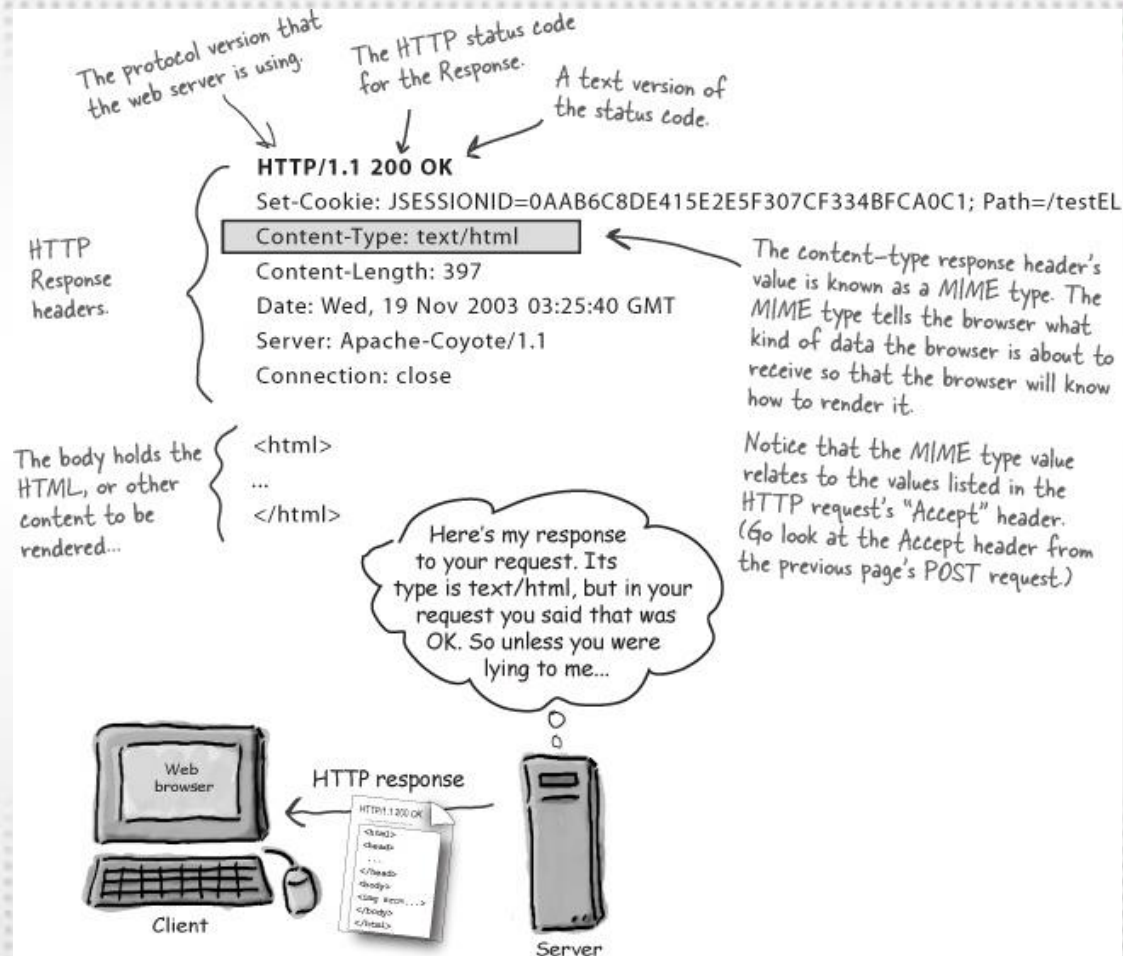 The protocol version that
the web server is using.
The HTTP status code
for the Response.
A text version of
the status code.
HTTP/1.1 200 OK
Set-Cookie: JSESSIONID=0AAB6C8DE415E2E5F307CF334BFCA0C1; Path=/testEL
Content-Type: text/html
Content-Length: 397
Date: Wed, 19 Nov 2003 03:25:40 GMT
Server: Apache-Coyote/1.1
Connection: close
HTTP
Response
headers.
The content-type response header's
value is known as a MIME type. The
MIME type tells the browser what
kind of data the browser is about to
receive so that the browser will know
how to render it.
Notice that the MIME type value
relates to the values listed in the
HTTP request's "Accept" header.
(Go look at the Accept header from
the previous page's POST request.)
The body holds the
HTML, or other
content to be
rendered...
<html>
...
</html>
Here's my response
to your request. Its
type is text/html, but in your
request you said that was
OK. So unless you were
lying to me...
Web
browser
HTTP response
HTTP/1.1 200 OK
<html>
<head>
...
</head>
<body>
<img src=...>
</body>
</html>
Client
Server